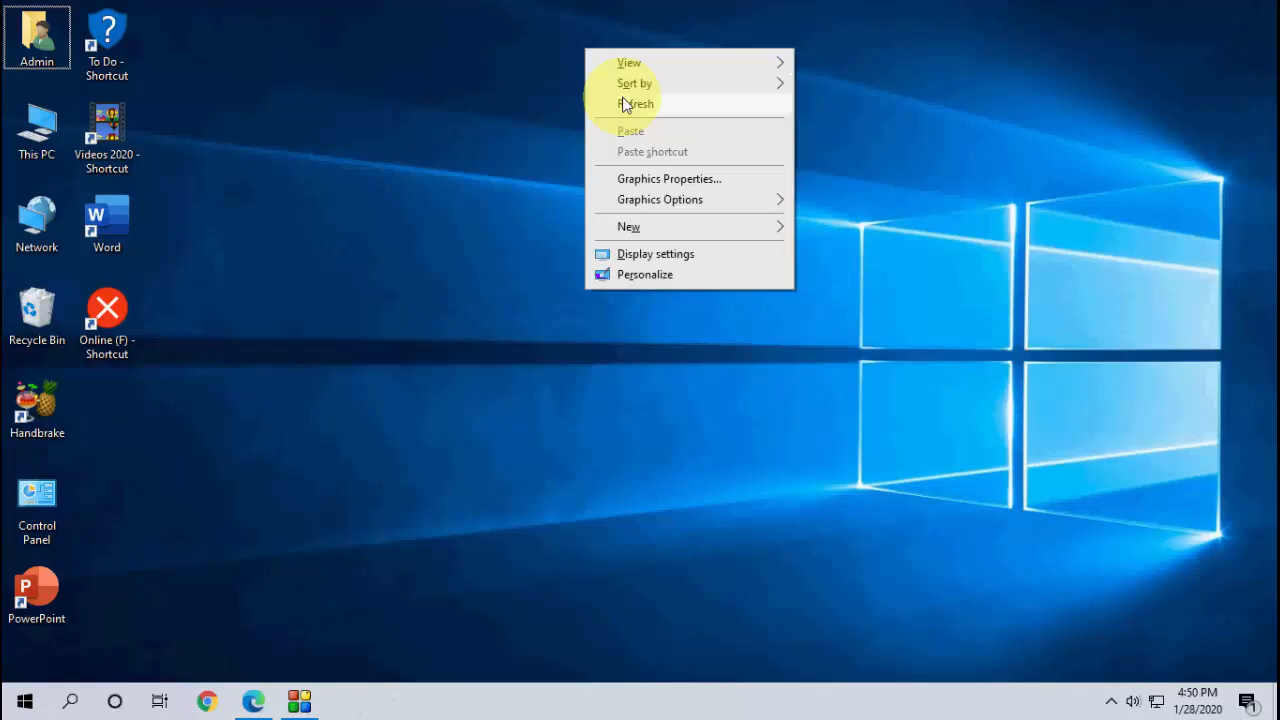 Admin
To Do -
Shortcut
This PC
Videos 2020 -
Shortcut
Network
W
Word
Recycle Bin
Online (F) -
Shortcut
Handbrake
Control
Panel
P
PowerPoint
View
Sort by
Refresh
Paste
Paste shortcut
Graphics Properties...
Graphics Options
New
Display settings
Personalize
4:50 PM
1/28/2020
1